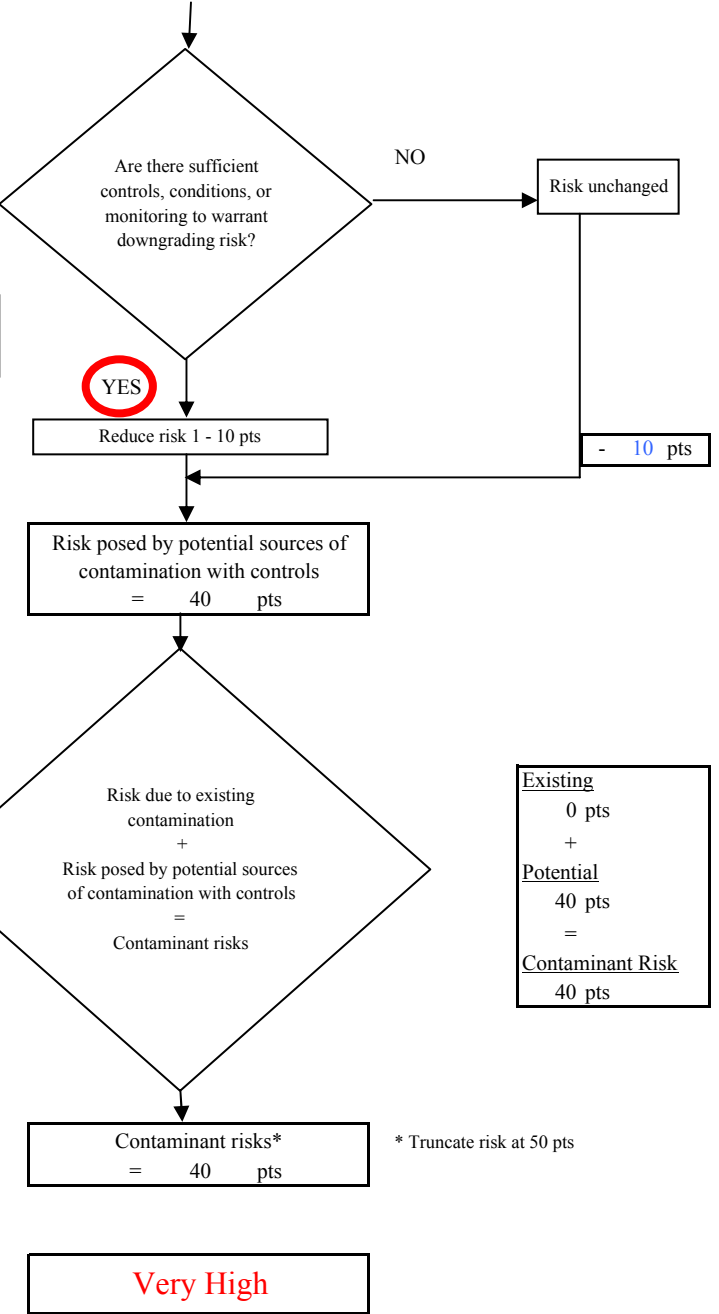 Are there sufficient
controls, conditions, or
monitoring to warrant
downgrading risk?
NO
Risk unchanged
YES
Reduce risk 1 - 10 pts
- 10 pts
Risk posed by potential sources of
contamination with controls
= 40 pts
Risk due to existing
contamination
+
Risk posed by potential sources
of contamination with controls
=
Contaminant risks
Existing
0 pts
+
Potential
40 pts
=
Contaminant Risk
40 pts
Contaminant risks*
= 40 pts
* Truncate risk at 50 pts
Very High